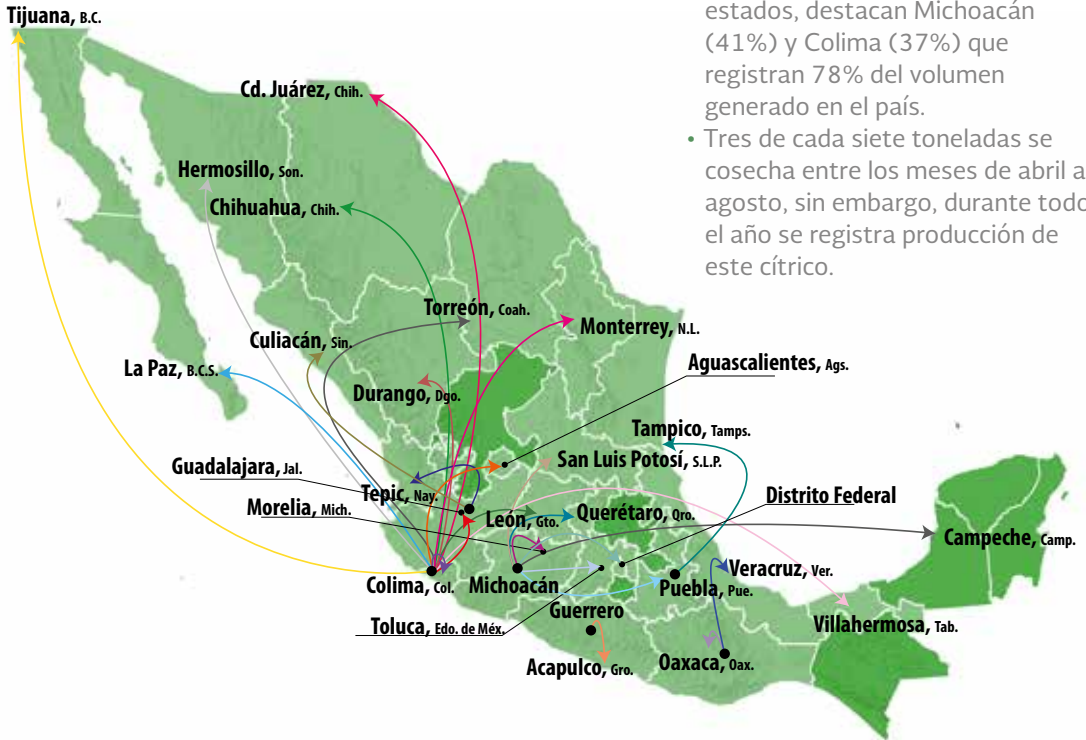 Tijuana, B.C.
estados, destacan Michoacán
(41%) y Colima (37%) que
registran 78% del volumen
generado en el país.
• Tres de cada siete toneladas se
cosecha entre los meses de abril a
agosto, sin embargo, durante todo
el año se registra producción de
este cítrico.
Cd. Juárez, Chih.
Hermosillo, Son.
Chihuahua, Chih.
Torreón, Coah.
Monterrey, N.L.
Culiacán, Sin.
La Paz, B.C.S.
Aguascalientes, Ags.
Durango, Dgo.
Tampico, Tamps.
San Luis Potosí, S.L.P.
Guadalajara, Jal.
Tepic, Nay.
Distrito Federal
Morelia, Mich.
León, Gto.
Querétaro, Qro.
Campeche, Camp.
Colima, Col.
Michoacán
Veracruz, Ver.
Puebla, Pue.
Guerrero
Toluca, Edo. de Méx.
Villahermosa, Tab.
Acapulco, Gro.
Oaxaca, Oax.